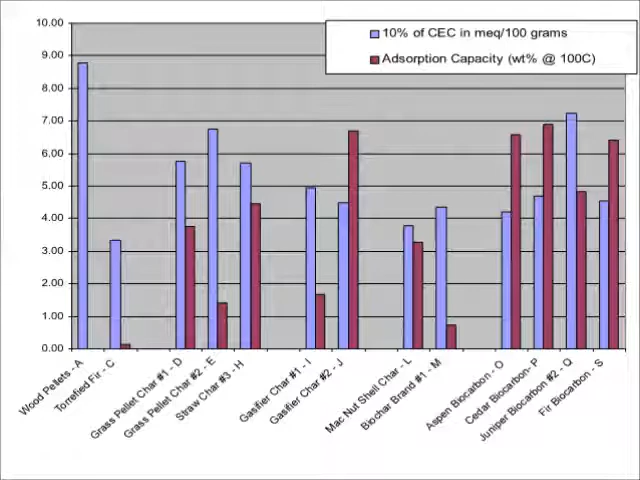 10.00
9.00
8.00
7.00
6.00
5.00
4.00
3.00
2.00
1.00
0.00
10% of CEC in meq/100 grams
Adsorption Capacity (wt% @ 100C)
Wood Pellets - A
Torrefied Fir - C
Grass Pellet Char #1 - D
Grass Pellet Char #2 - E
Straw Char #3 - H
Gasifier Char #1 - I
Gasifier Char #2 - J
Mac Nut Shell Char - L
Biochar Brand #1 - M
Aspen Biocarbon - O
Cedar Biocarbon- P
Juniper Biocarbon #2 - Q
Fir Biocarbon - S